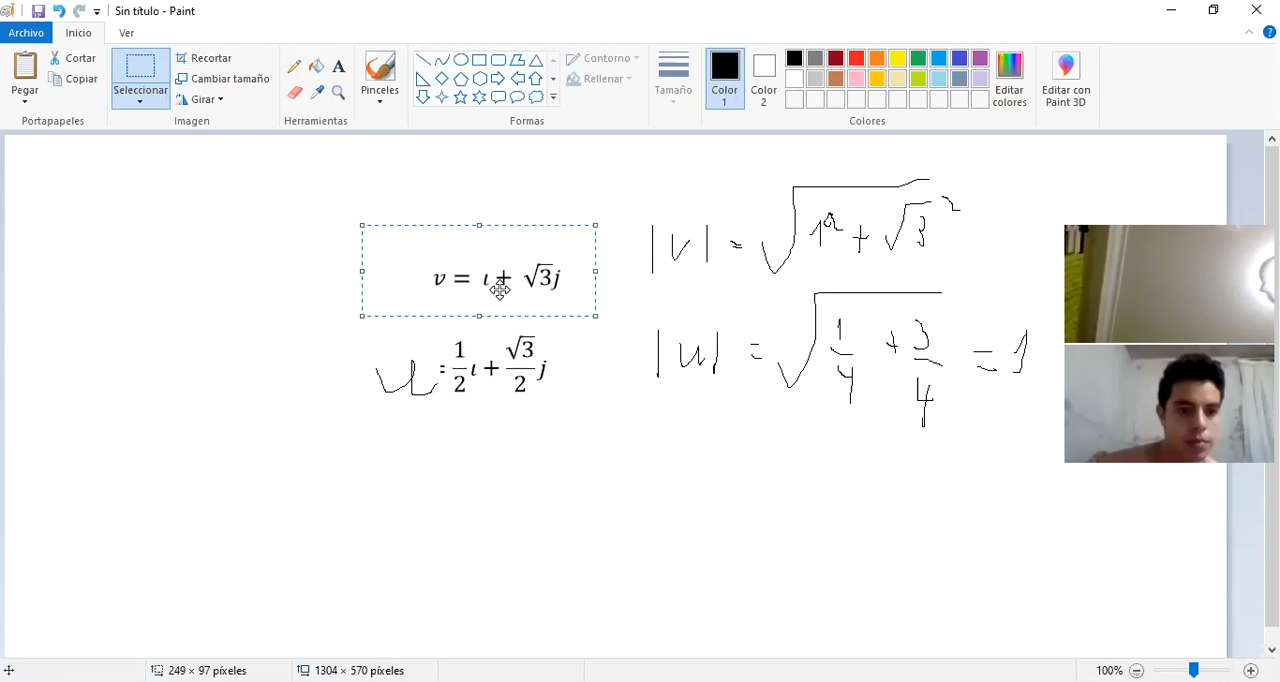 Sin título - Paint
Archivo Inicio Ver
Pegar
Cortar
Copiar
Portapapeles
Seleccionar
Recortar
Cambiar tamaño
Girar
Imagen
A
Herramientas
Pinceles
Contorno
Rellenar
Formas
Tamaño
Color 1
Color 2
Editar colores
Colores
Editar con Paint 3D
v = ι + √3j
|v| = √1² + √3²
u = 1/2 ι + √3/2 j
|u| = √1/4 + 3/4 = 1
249 × 97 píxeles
1304 × 570 píxeles
100%